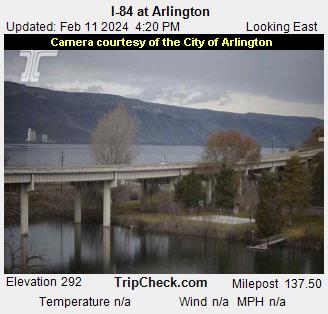 I-84 at Arlington
Updated: Feb 11 2024 4:20 PM Looking East
Camera courtesy of the City of Arlington
Elevation 292 TripCheck.com Milepost 137.50
Temperature n/a Wind n/a MPH n/a